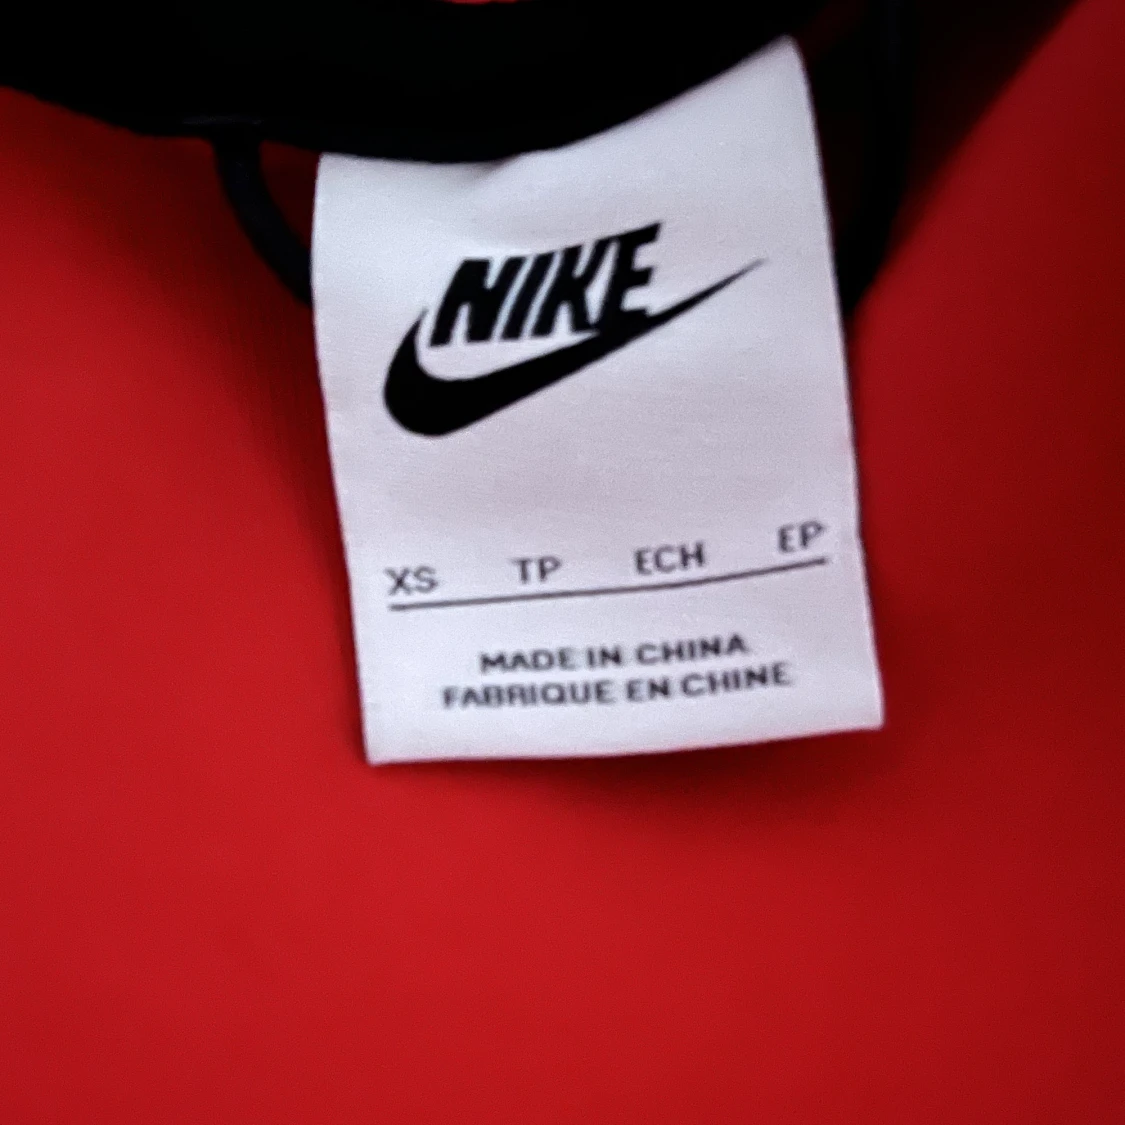 NIKE
XS TP ECH EP
MADE IN CHINA
FABRIQUE EN CHINE